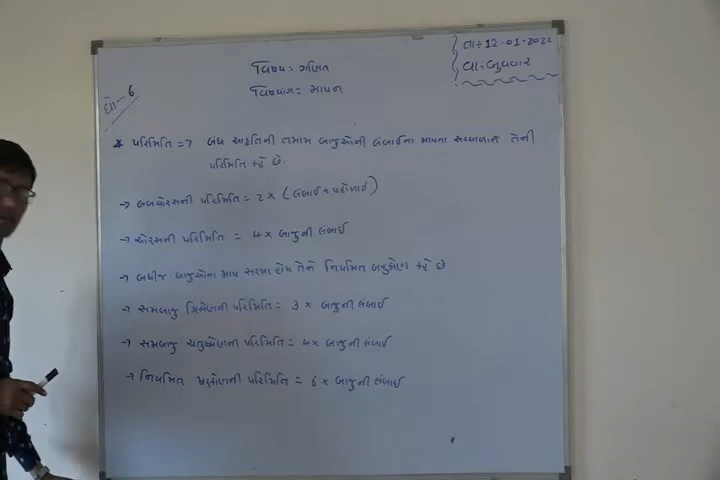 તાઃ 12-01-2022
વાઃ બુધવાર
વિષયઃ ગણિત
વિષયાંગઃ માપન
ધો-6
* પરિમિતિ => બંધ આકૃતિની તમામ બાજુઓની લંબાઈના માપના સરવાળાને તેની
પરિમિતિ કહે છે.
→ લંબચોરસની પરિમિતિ = 2 x (લંબાઈ + પહોળાઈ)
→ ચોરસની પરિમિતિ = 4 x બાજુની લંબાઈ
→ બધીજ બાજુઓના માપ સરખા હોય તેને નિયમિત બહુકોણ કહે છે
→ સમબાજુ ત્રિકોણની પરિમિતિ = 3 x બાજુની લંબાઈ
→ સમબાજુ ચતુષ્કોણની પરિમિતિ = 4 x બાજુની લંબાઈ
→ નિયમિત ષટ્કોણની પરિમિતિ = 6 x બાજુની લંબાઈ